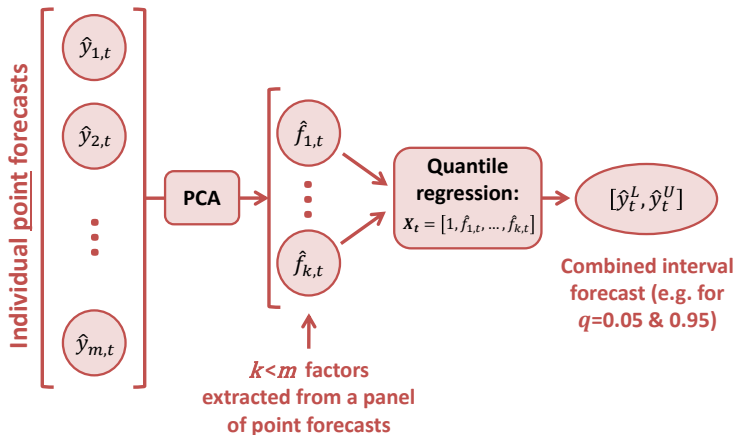 Individual point forecasts
ŷ₁,t
ŷ₂,t
⋮
ŷm,t
PCA
f̂₁,t
⋮
f̂k,t
k<m factors
extracted from a panel
of point forecasts
Quantile
regression:
Xt = [1, f̂₁,t, …, f̂k,t]
[ŷₜᴸ, ŷₜᵁ]
Combined interval
forecast (e.g. for
q=0.05 & 0.95)